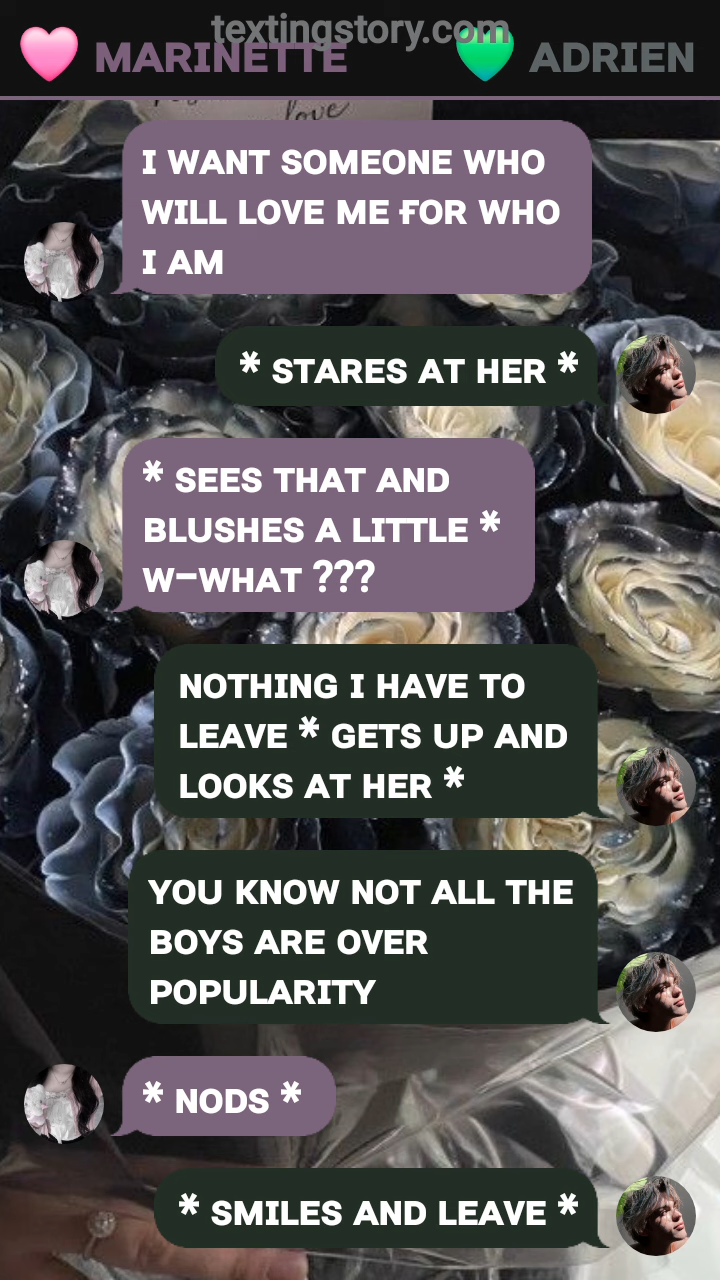 textingstory.com
🩷 MARINETTE 💚 ADRIEN
love
I WANT SOMEONE WHO
WILL LOVE ME FOR WHO
I AM
* STARES AT HER *
* SEES THAT AND
BLUSHES A LITTLE *
W-WHAT ???
NOTHING I HAVE TO
LEAVE * GETS UP AND
LOOKS AT HER *
YOU KNOW NOT ALL THE
BOYS ARE OVER
POPULARITY
* NODS *
* SMILES AND LEAVE *